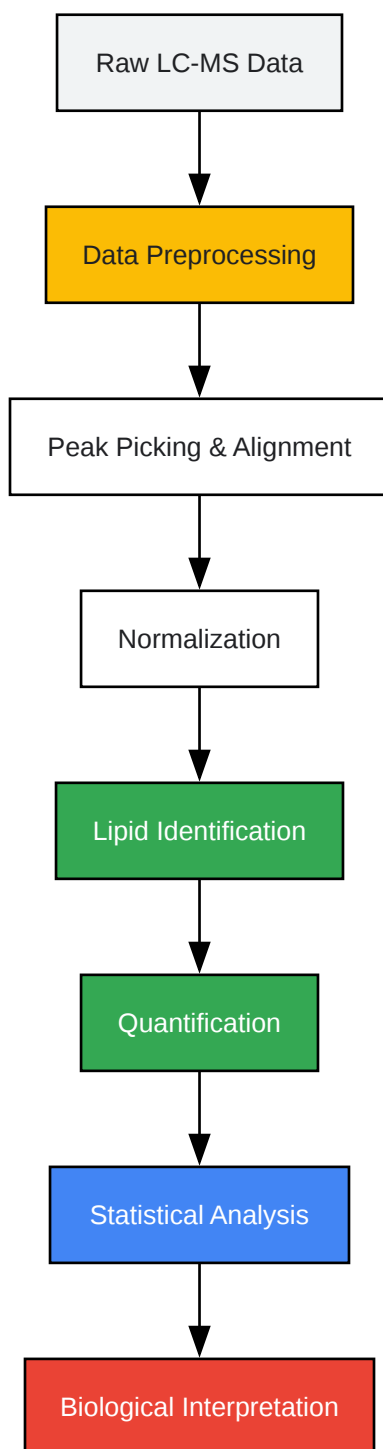 Raw LC-MS Data
Data Preprocessing
Peak Picking & Alignment
Normalization
Lipid Identification
Quantification
Statistical Analysis
Biological Interpretation